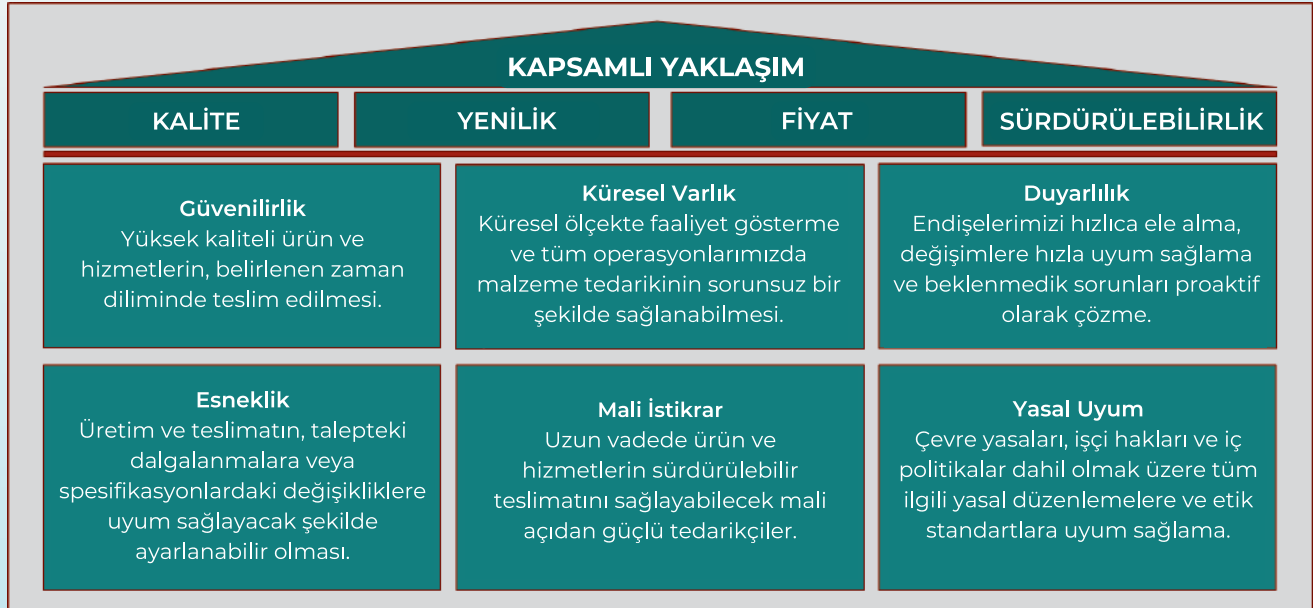 KAPSAMLI YAKLAŞIM
KALİTE
YENİLİK
FİYAT
SÜRDÜRÜLEBİLİRLİK
Güvenilirlik
Yüksek kaliteli ürün ve
hizmetlerin, belirlenen zaman
diliminde teslim edilmesi.
Küresel Varlık
Küresel ölçekte faaliyet gösterme
ve tüm operasyonlarımızda
malzeme tedarikinin sorunsuz bir
şekilde sağlanabilmesi.
Duyarlılık
Endişelerimizi hızlıca ele alma,
değişimlere hızla uyum sağlama
ve beklenmedik sorunları proaktif
olarak çözme.
Esneklik
Üretim ve teslimatın, talepteki
dalgalanmalara veya
spesifikasyonlardaki değişikliklere
uyum sağlayacak şekilde
ayarlanabilir olması.
Mali İstikrar
Uzun vadede ürün ve
hizmetlerin sürdürülebilir
teslimatını sağlayabilecek mali
açıdan güçlü tedarikçiler.
Yasal Uyum
Çevre yasaları, işçi hakları ve iç
politikalar dahil olmak üzere tüm
ilgili yasal düzenlemelere ve etik
standartlara uyum sağlama.